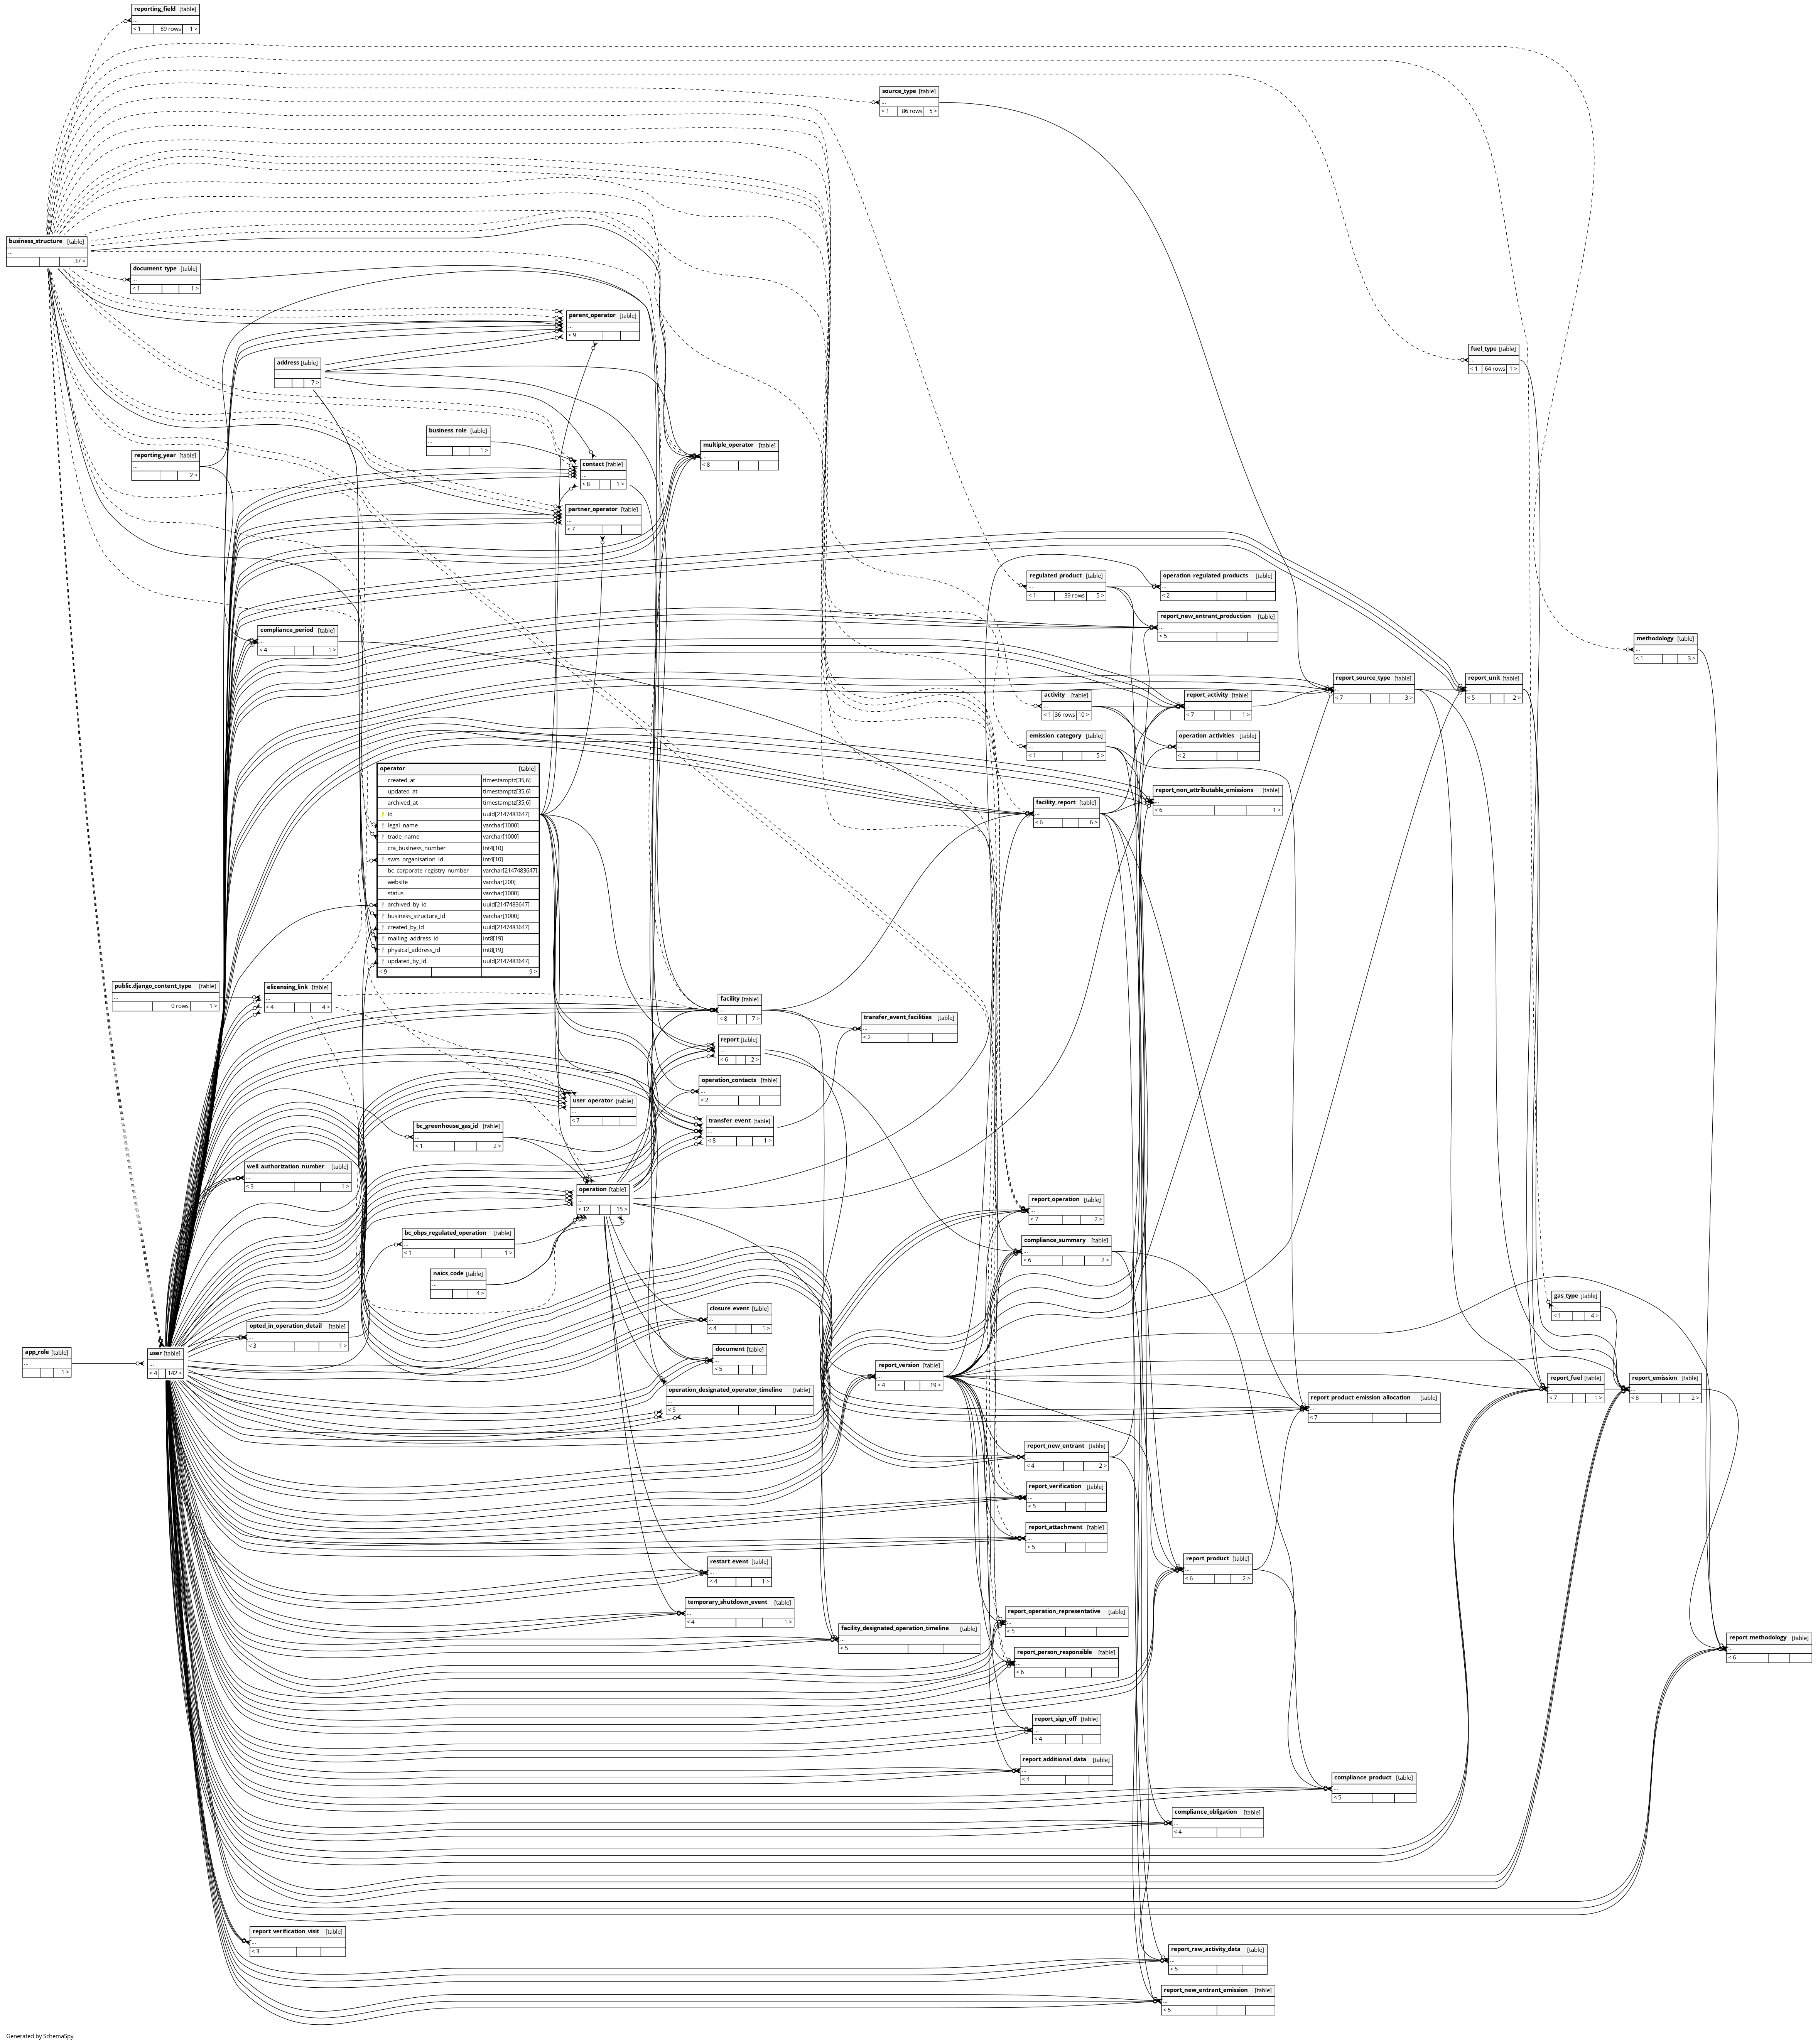 reporting_field [table]
...
< 1 89 rows 1 >
source_type [table]
...
< 1 86 rows 5 >
business_structure [table]
...
37 >
document_type [table]
...
< 1 1 >
parent_operator [table]
...
< 9
address [table]
...
7 >
fuel_type [table]
...
< 1 64 rows 1 >
business_role [table]
...
1 >
reporting_year [table]
...
2 >
multiple_operator [table]
...
< 8
contact [table]
...
< 8 1 >
partner_operator [table]
...
< 7
regulated_product [table]
...
< 1 39 rows 5 >
operation_regulated_products [table]
...
< 2
report_new_entrant_production [table]
...
< 5
compliance_period [table]
...
< 4 1 >
methodology [table]
...
< 1 3 >
report_source_type [table]
...
< 7 3 >
report_unit [table]
...
< 5 2 >
activity [table]
...
< 1 36 rows 10 >
report_activity [table]
...
< 7 1 >
emission_category [table]
...
< 1 5 >
operation_activities [table]
...
< 2
operator [table]
created_at timestamptz[35,6]
updated_at timestamptz[35,6]
archived_at timestamptz[35,6]
id uuid[2147483647]
legal_name varchar[1000]
trade_name varchar[1000]
cra_business_number int4[10]
swrs_organisation_id int4[10]
bc_corporate_registry_number varchar[2147483647]
website varchar[200]
status varchar[1000]
archived_by_id uuid[2147483647]
business_structure_id varchar[1000]
created_by_id uuid[2147483647]
mailing_address_id int8[19]
physical_address_id int8[19]
updated_by_id uuid[2147483647]
< 9 9 >
report_non_attributable_emissions [table]
...
< 6 1 >
facility_report [table]
...
< 6 6 >
public.django_content_type [table]
...
0 rows 1 >
elicensing_link [table]
...
< 4 4 >
facility [table]
...
< 8 7 >
transfer_event_facilities [table]
...
< 2
report [table]
...
< 6 2 >
operation_contacts [table]
...
< 2
user_operator [table]
...
< 7
transfer_event [table]
...
< 8 1 >
bc_greenhouse_gas_id [table]
...
< 1 2 >
well_authorization_number [table]
...
< 3 1 >
operation [table]
...
< 12 15 >
report_operation [table]
...
< 7 2 >
bc_obps_regulated_operation [table]
...
< 1 1 >
compliance_summary [table]
...
< 6 2 >
naics_code [table]
...
4 >
gas_type [table]
...
< 1 4 >
closure_event [table]
...
< 4 1 >
opted_in_operation_detail [table]
...
< 3 1 >
app_role [table]
...
1 >
user [table]
...
< 4 142 >
document [table]
...
< 5
report_version [table]
...
< 4 19 >
report_fuel [table]
...
< 7 1 >
report_emission [table]
...
< 8 2 >
operation_designated_operator_timeline [table]
...
< 5
report_product_emission_allocation [table]
...
< 7
report_new_entrant [table]
...
< 4 2 >
report_verification [table]
...
< 5
report_attachment [table]
...
< 5
restart_event [table]
...
< 4 1 >
report_product [table]
...
< 6 2 >
temporary_shutdown_event [table]
...
< 4 1 >
report_operation_representative [table]
...
< 5
facility_designated_operation_timeline [table]
...
< 5
report_methodology [table]
...
< 6
report_person_responsible [table]
...
< 6
report_sign_off [table]
...
< 4
report_additional_data [table]
...
< 4
compliance_product [table]
...
< 5
compliance_obligation [table]
...
< 4
report_verification_visit [table]
...
< 3
report_raw_activity_data [table]
...
< 5
report_new_entrant_emission [table]
...
< 5
Generated by SchemaSpy